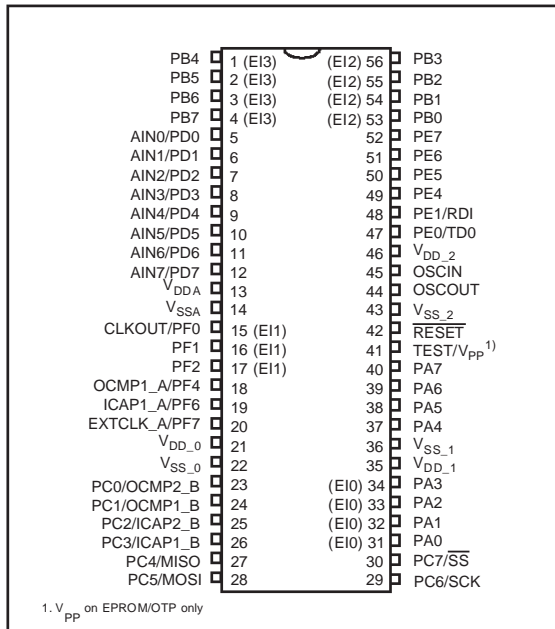 PB4 1 (EI3) (EI2) 56 PB3
PB5 2 (EI3) (EI2) 55 PB2
PB6 3 (EI3) (EI2) 54 PB1
PB7 4 (EI3) (EI2) 53 PB0
AIN0/PD0 5 52 PE7
AIN1/PD1 6 51 PE6
AIN2/PD2 7 50 PE5
AIN3/PD3 8 49 PE4
AIN4/PD4 9 48 PE1/RDI
AIN5/PD5 10 47 PE0/TD0
AIN6/PD6 11 46 VDD_2
AIN7/PD7 12 45 OSCIN
VDDA 13 44 OSCOUT
VSSA 14 43 VSS_2
CLKOUT/PF0 15 (EI1) 42 RESET
PF1 16 (EI1) 41 TEST/VPP1)
PF2 17 (EI1) 40 PA7
OCMP1_A/PF4 18 39 PA6
ICAP1_A/PF6 19 38 PA5
EXTCLK_A/PF7 20 37 PA4
VDD_0 21 36 VSS_1
VSS_0 22 35 VDD_1
PC0/OCMP2_B 23 (EI0) 34 PA3
PC1/OCMP1_B 24 (EI0) 33 PA2
PC2/ICAP2_B 25 (EI0) 32 PA1
PC3/ICAP1_B 26 (EI0) 31 PA0
PC4/MISO 27 30 PC7/SS
PC5/MOSI 28 29 PC6/SCK
1. VPP on EPROM/OTP only